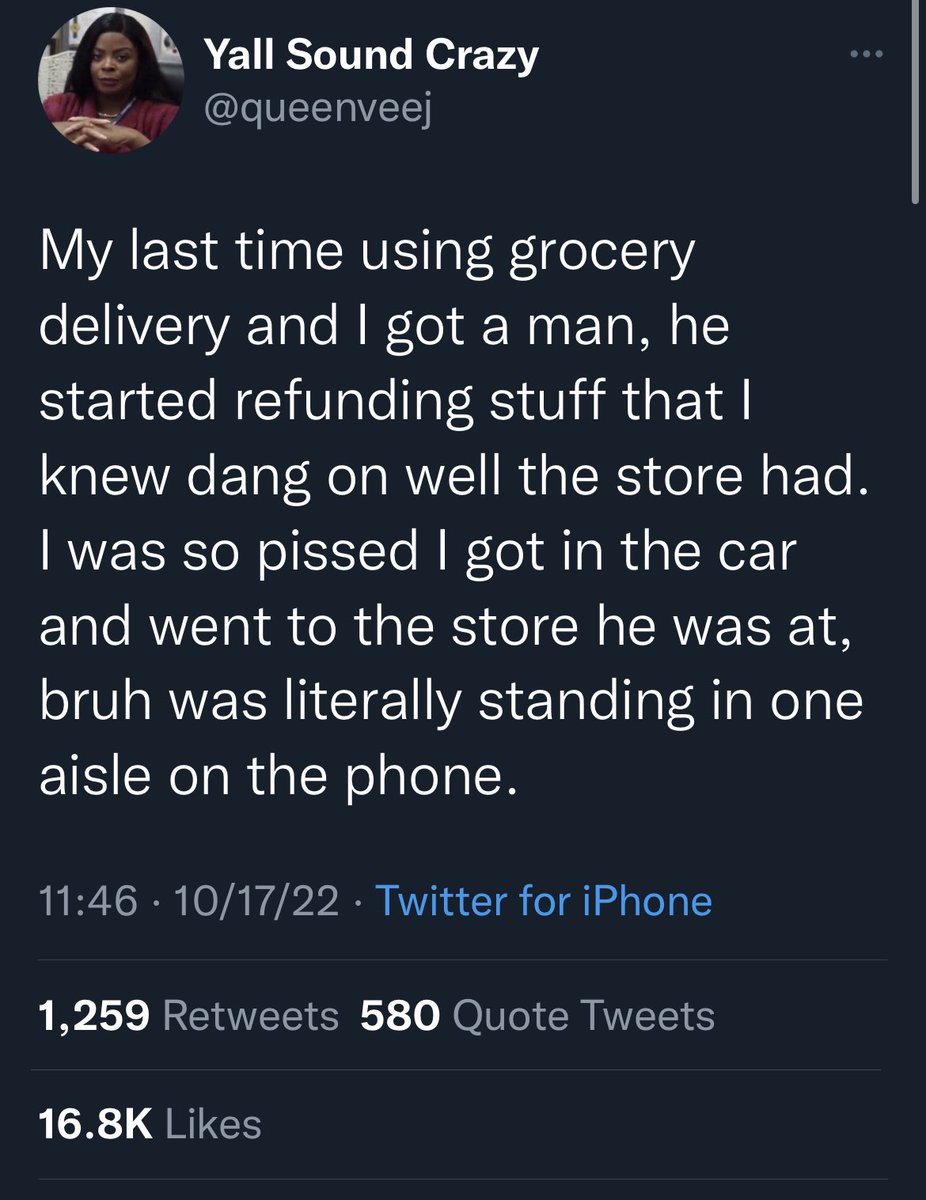 Yall Sound Crazy
@queenveej
My last time using grocery
delivery and I got a man, he
started refunding stuff that I
knew dang on well the store had.
I was so pissed I got in the car
and went to the store he was at,
bruh was literally standing in one
aisle on the phone.
11:46 · 10/17/22 · Twitter for iPhone
1,259 Retweets 580 Quote Tweets
16.8K Likes